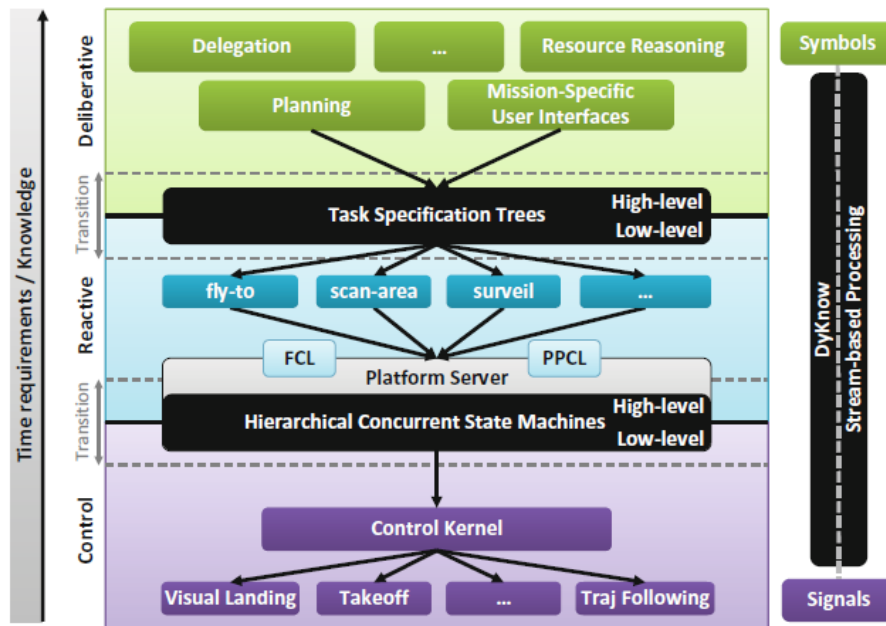 Time requirements / Knowledge
Deliberative
Transition
Reactive
Transition
Control
Delegation
...
Resource Reasoning
Planning
Mission-Specific
User Interfaces
Task Specification Trees
High-level
Low-level
fly-to
scan-area
surveil
...
FCL
PPCL
Platform Server
Hierarchical Concurrent State Machines
High-level
Low-level
Control Kernel
Visual Landing
Takeoff
...
Traj Following
Symbols
DyKnow
Stream-based Processing
Signals